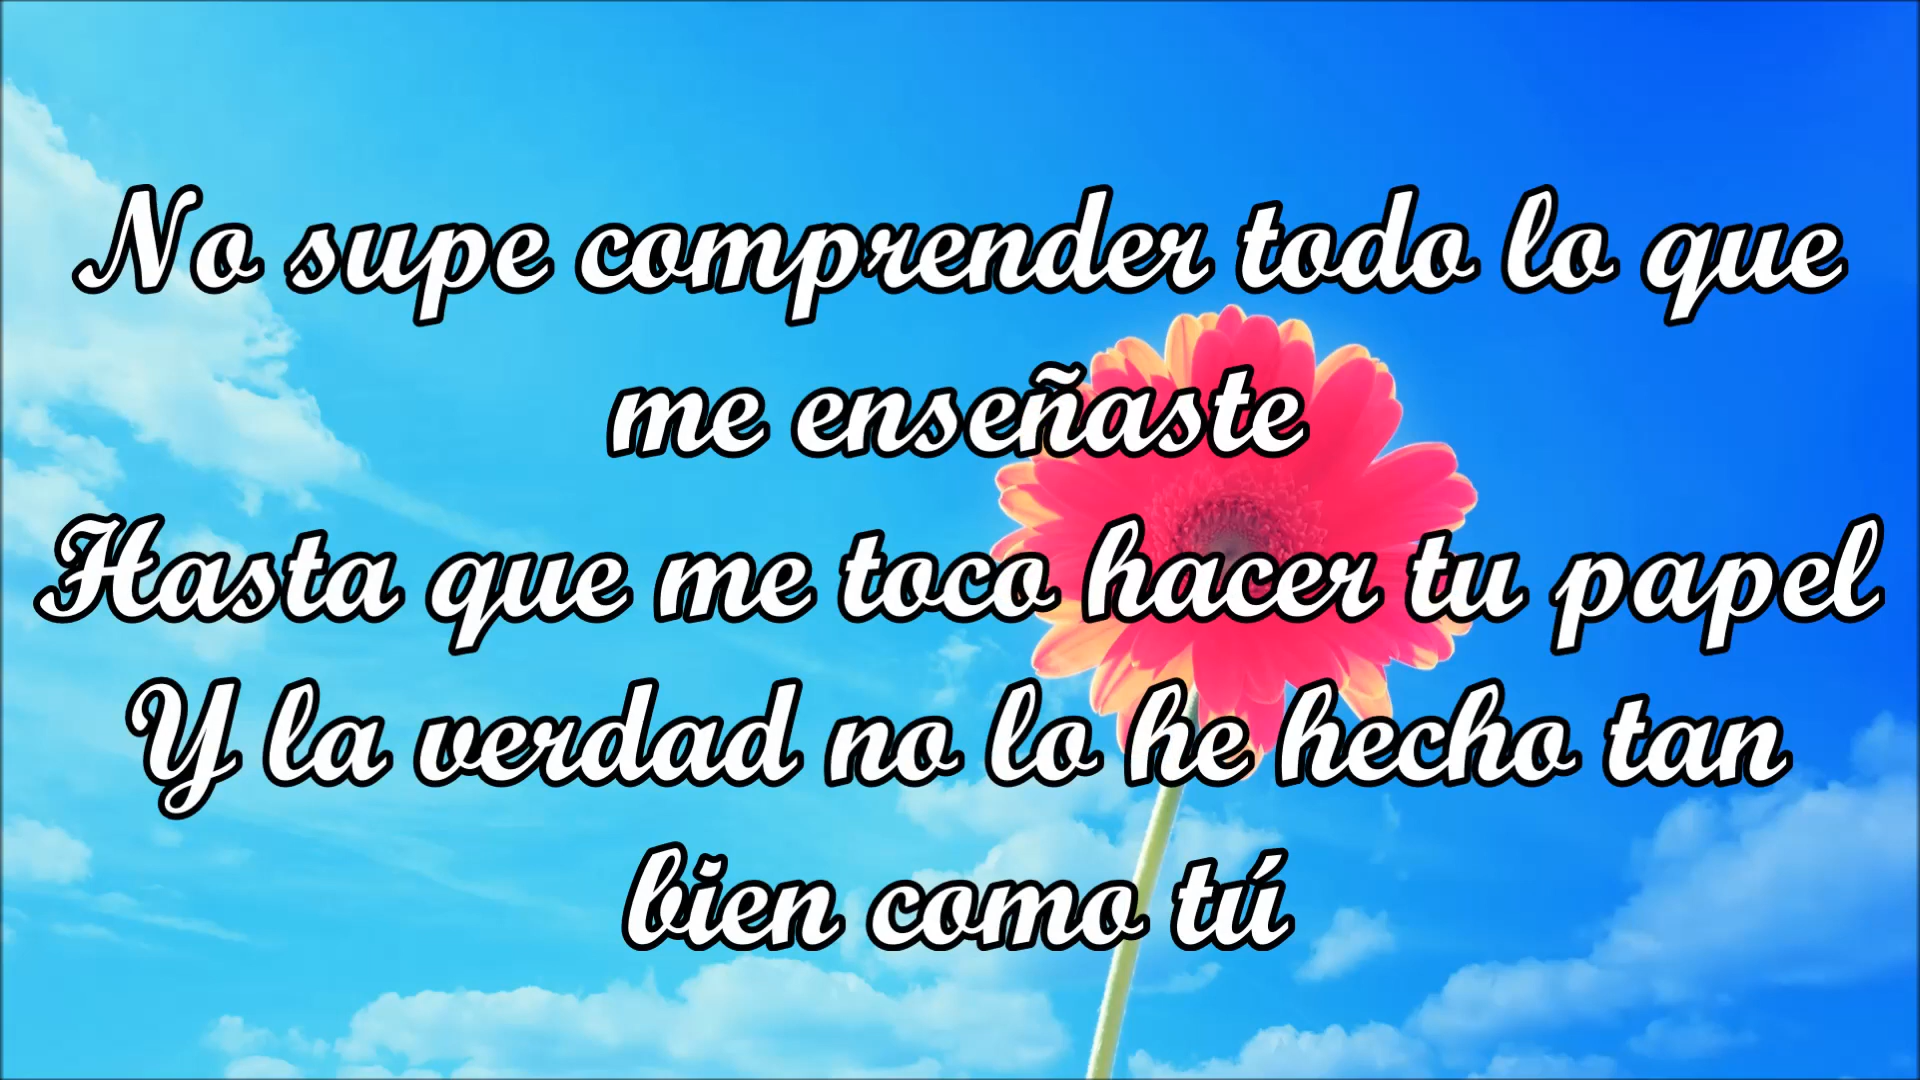 No supe comprender todo lo que
me enseñaste
Hasta que me toco hacer tu papel
Y la verdad no lo he hecho tan
bien como tú